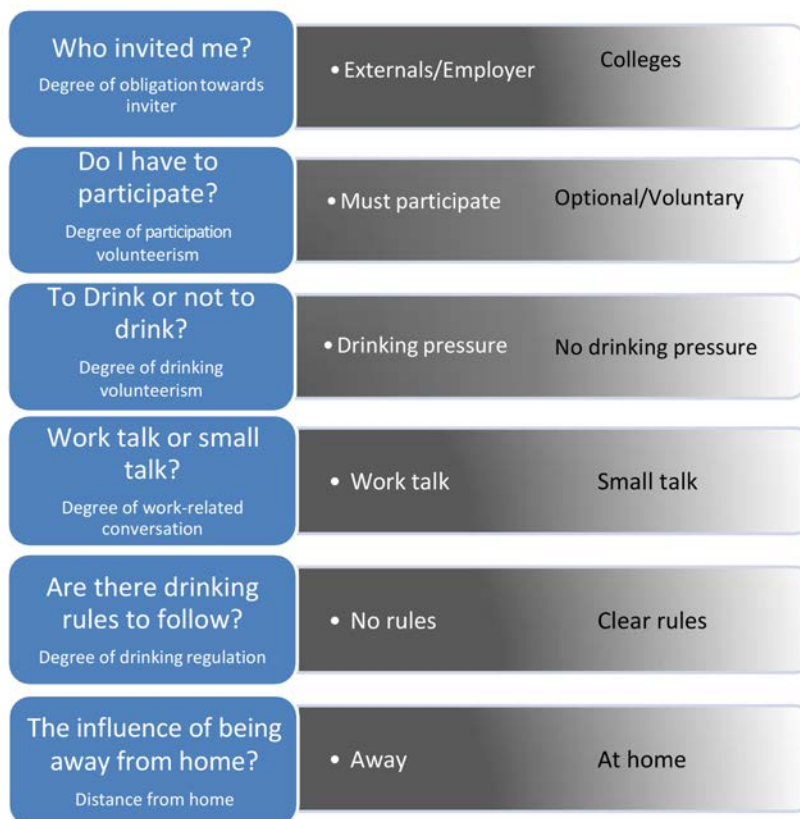 Who invited me?
Degree of obligation towards
inviter
• Externals/Employer
Colleges
Do I have to
participate?
Degree of participation
volunteerism
• Must participate
Optional/Voluntary
To Drink or not to
drink?
Degree of drinking
volunteerism
• Drinking pressure
No drinking pressure
Work talk or small
talk?
Degree of work-related
conversation
• Work talk
Small talk
Are there drinking
rules to follow?
Degree of drinking regulation
• No rules
Clear rules
The influence of being
away from home?
Distance from home
• Away
At home